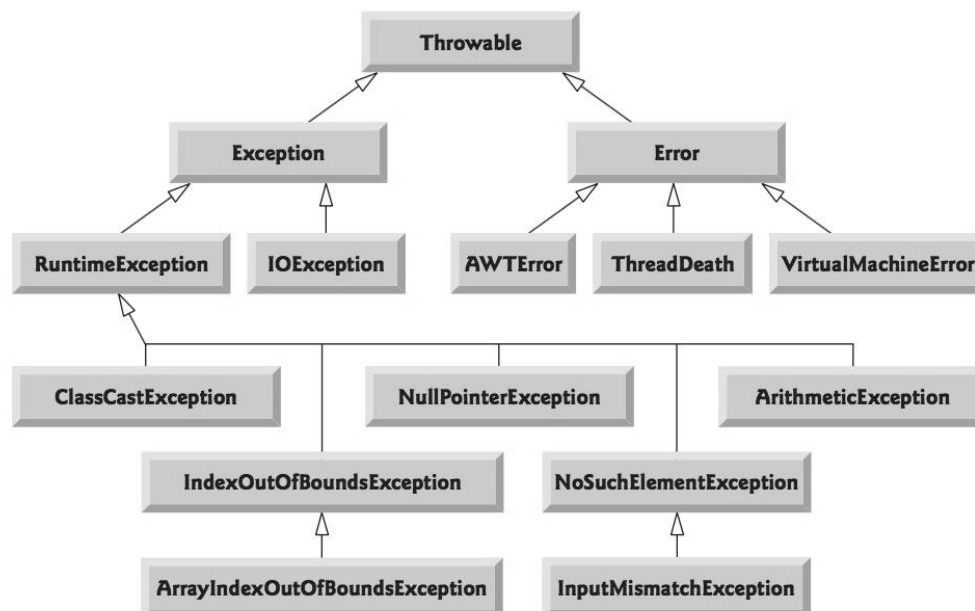 Throwable
Exception
Error
RuntimeException
IOException
AWTError
ThreadDeath
VirtualMachineError
ClassCastException
NullPointerException
ArithmeticException
IndexOutOfBoundsException
NoSuchElementException
ArrayIndexOutOfBoundsException
InputMismatchException